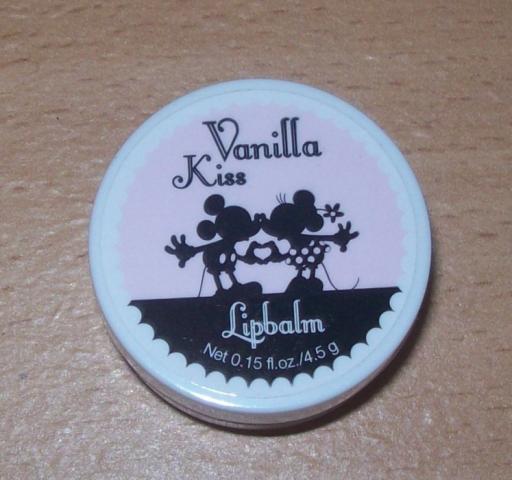 Vanilla
Kiss
Lipbalm
Net 0.15 fl.oz./4.5 g